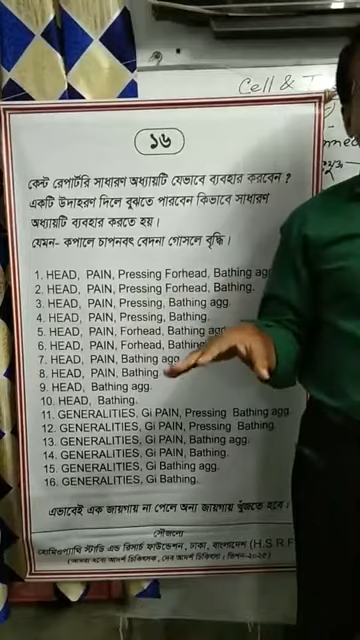 Cell & T
১৬
কেন্ট রেপার্টরি সাধারণ অধ্যায়টি যেভাবে ব্যবহার করবেন ?
একটি উদাহরণ দিলে বুঝতে পারবেন কিভাবে সাধারণ
অধ্যায়টি ব্যবহার করতে হয়।
যেমন- কপালে চাপনবৎ বেদনা গোসলে বৃদ্ধি।
1. HEAD, PAIN, Pressing Forhead, Bathing agg
2. HEAD, PAIN, Pressing Forhead, Bathing.
3. HEAD, PAIN, Pressing, Bathing agg.
4. HEAD, PAIN, Pressing, Bathing.
5. HEAD, PAIN, Forhead, Bathing agg
6. HEAD, PAIN, Forhead, Bathing
7. HEAD, PAIN, Bathing agg
8. HEAD, PAIN, Bathing
9. HEAD, Bathing agg.
10. HEAD, Bathing.
11. GENERALITIES, Gi PAIN, Pressing Bathing agg
12. GENERALITIES, Gi PAIN, Pressing Bathing.
13. GENERALITIES, Gi PAIN, Bathing agg.
14. GENERALITIES, Gi PAIN, Bathing.
15. GENERALITIES, Gi Bathing agg.
16. GENERALITIES, Gi Bathing.
এভাবেই এক জায়গায় না পেলে অন্য জায়গায় খুঁজতে হবে।
সৌজন্যে
হোমিওপ্যাথি স্টাডি এন্ড রিসার্চ ফাউন্ডেশন, ঢাকা, বাংলাদেশ (H.S.R.F
আদর্শ চিকিৎসক, দেব আদর্শ চিকিৎসা। ভিশন-২০২৫)